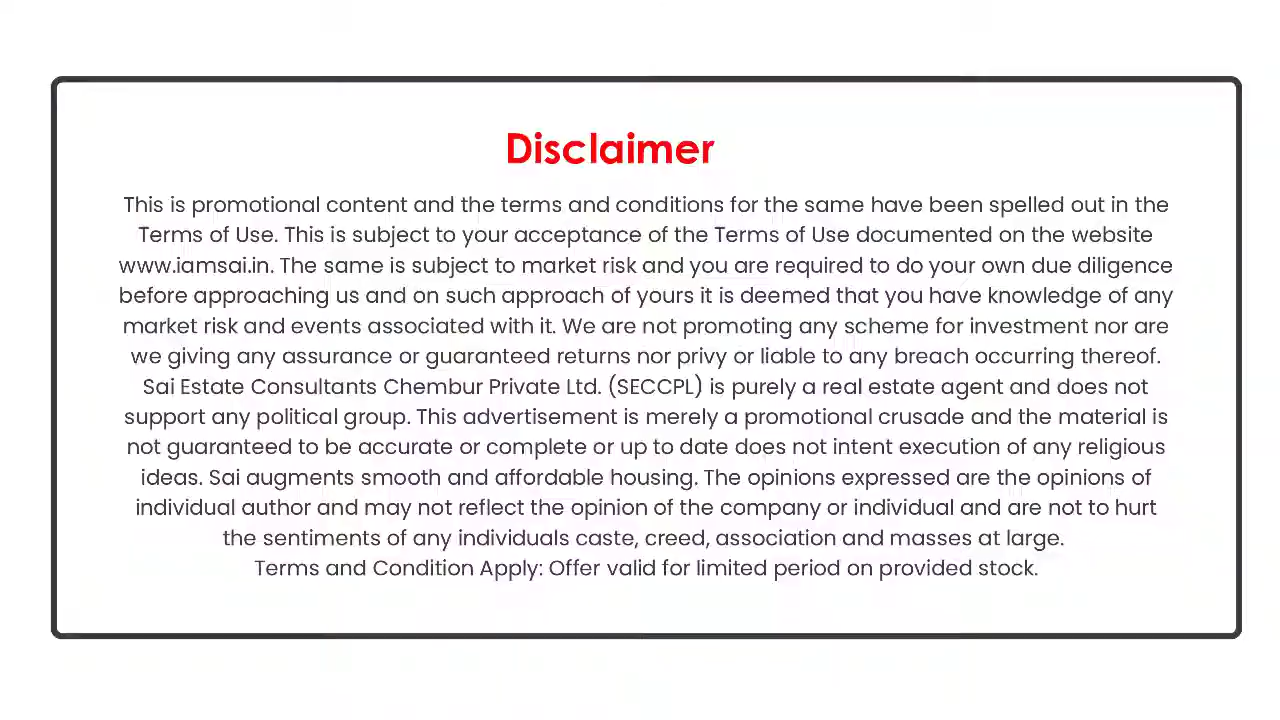 Disclaimer
This is promotional content and the terms and conditions for the same have been spelled out in the
Terms of Use. This is subject to your acceptance of the Terms of Use documented on the website
www.iamsai.in. The same is subject to market risk and you are required to do your own due diligence
before approaching us and on such approach of yours it is deemed that you have knowledge of any
market risk and events associated with it. We are not promoting any scheme for investment nor are
we giving any assurance or guaranteed returns nor privy or liable to any breach occurring thereof.
Sai Estate Consultants Chembur Private Ltd. (SECCPL) is purely a real estate agent and does not
support any political group. This advertisement is merely a promotional crusade and the material is
not guaranteed to be accurate or complete or up to date does not intent execution of any religious
ideas. Sai augments smooth and affordable housing. The opinions expressed are the opinions of
individual author and may not reflect the opinion of the company or individual and are not to hurt
the sentiments of any individuals caste, creed, association and masses at large.
Terms and Condition Apply: Offer valid for limited period on provided stock.